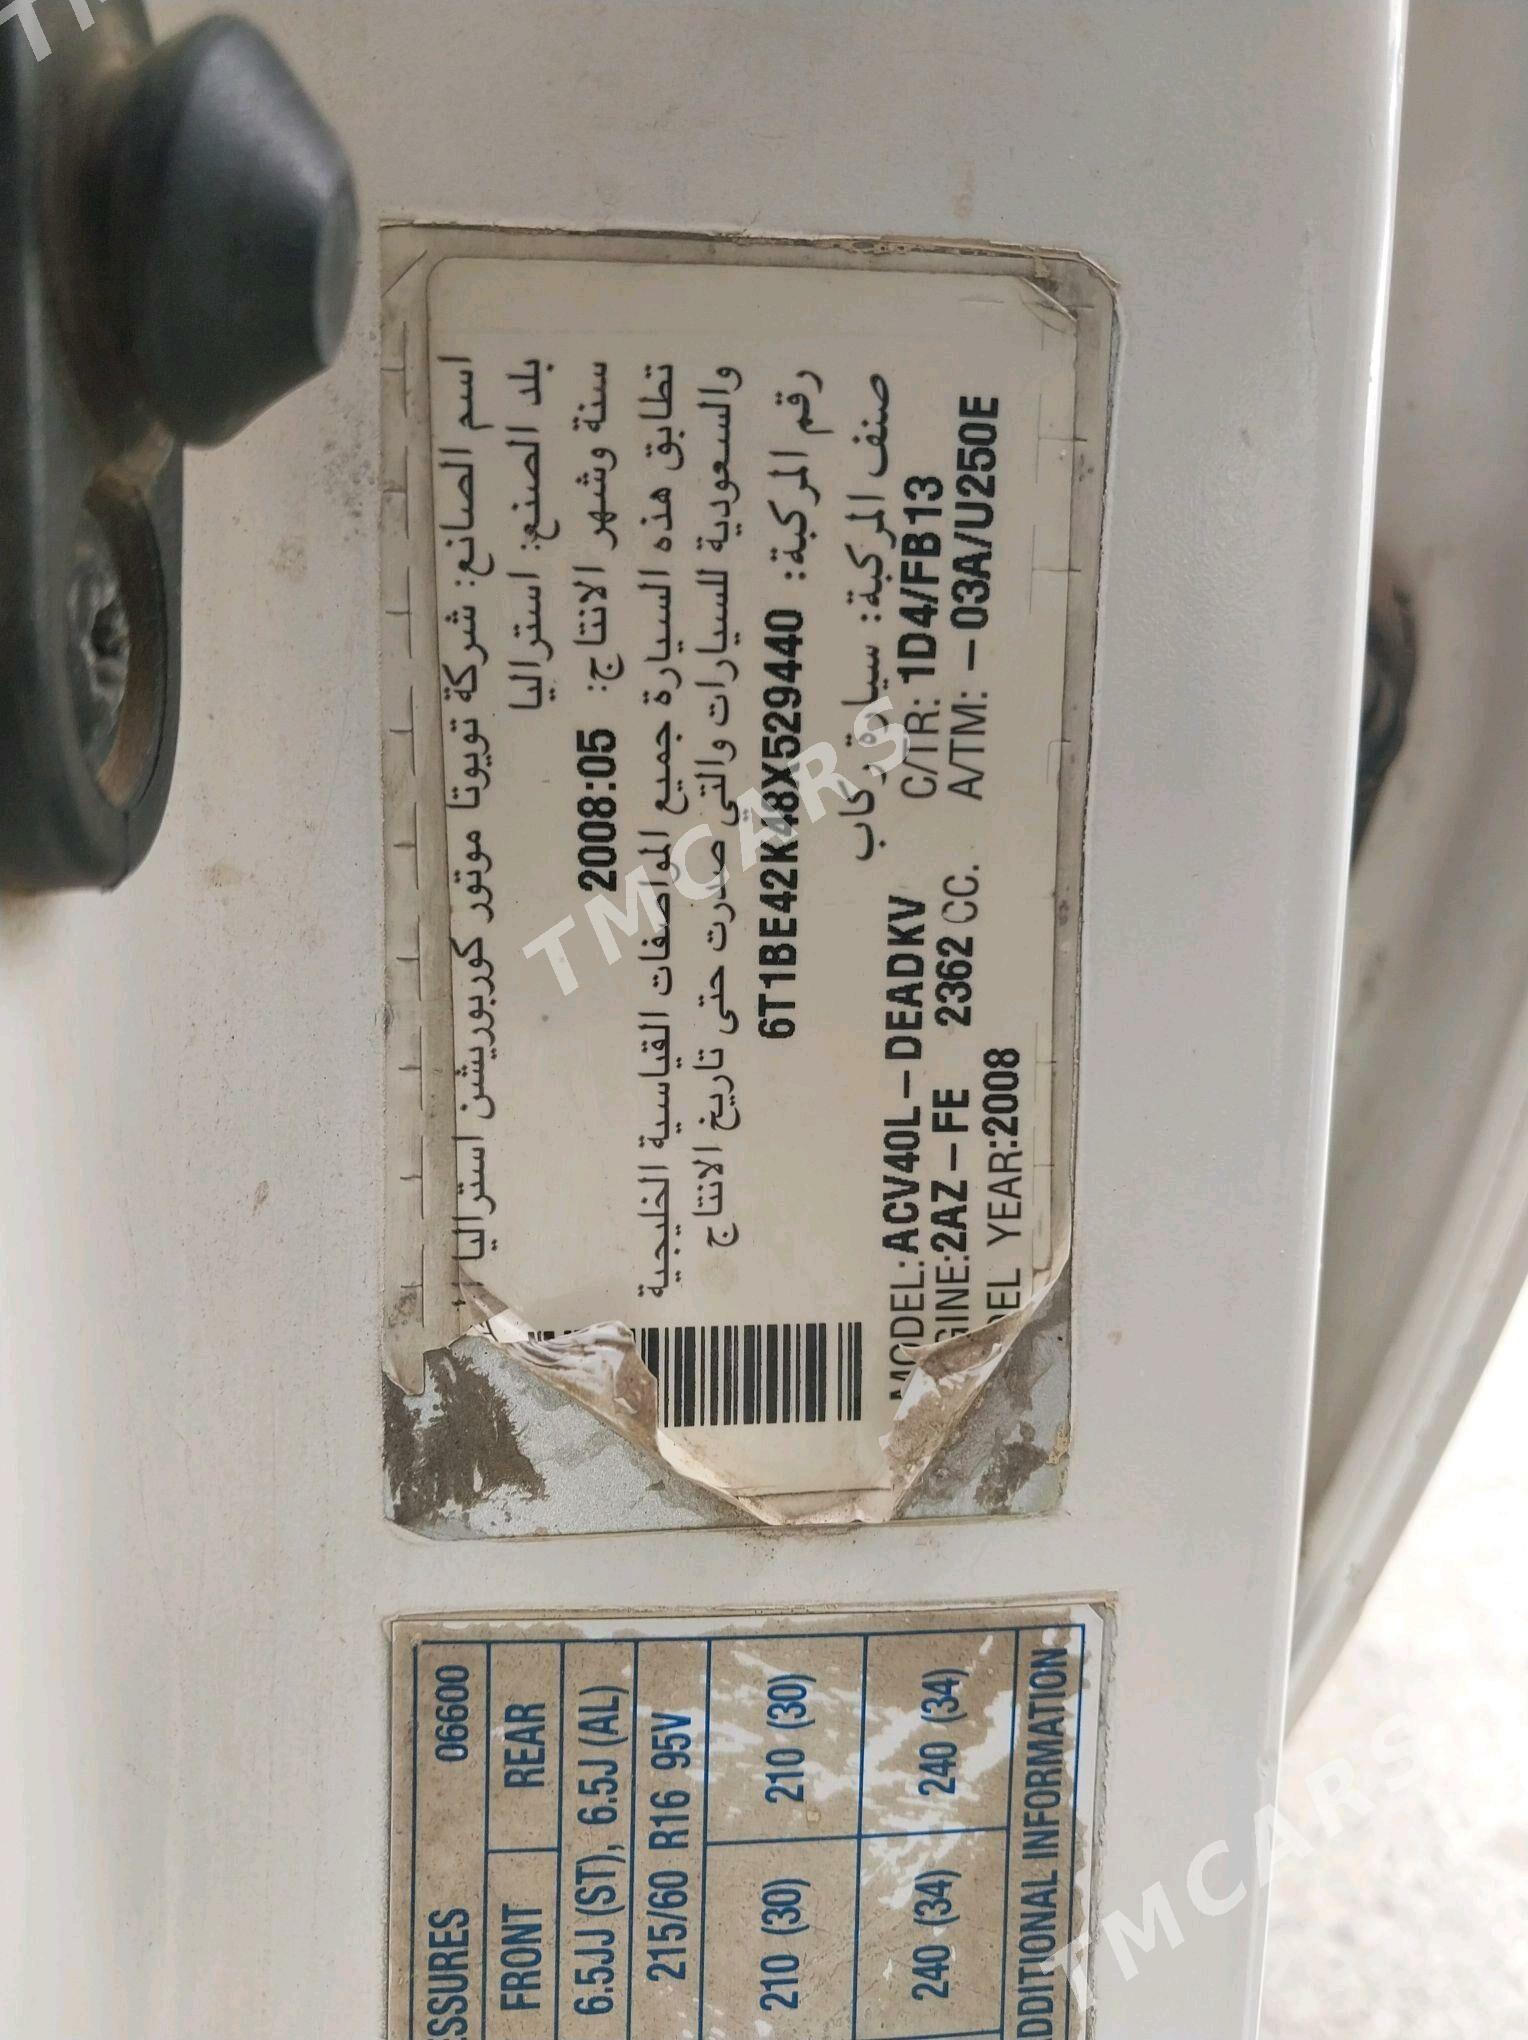 اسم الصانع: شركة تويوتا موتور كوربوريشن استراليا
بلد الصنع: استراليا
سنة وشهر الانتاج: 2008:05
تطابق هذه السيارة جميع المواصفات القياسية الخليجية
والسعودية للسيارات والتي صدرت حتى تاريخ الانتاج
رقم المركبة: 6T1BE42K48X529440
صنف المركبة: سيارة ركاب
MODEL: ACV40L-DEADKV C/TR: 1D4/FB13
GINE: 2AZ-FE 2362 CC. A/TM: -03A/U250E
DEL YEAR: 2008
ESSURES 06600
FRONT REAR
6.5JJ (ST), 6.5J (AL)
215/60 R16 95V
210 (30) 210 (30)
240 (34) 240 (34)
ADDITIONAL INFORMATION
TMCARS
TMCARS